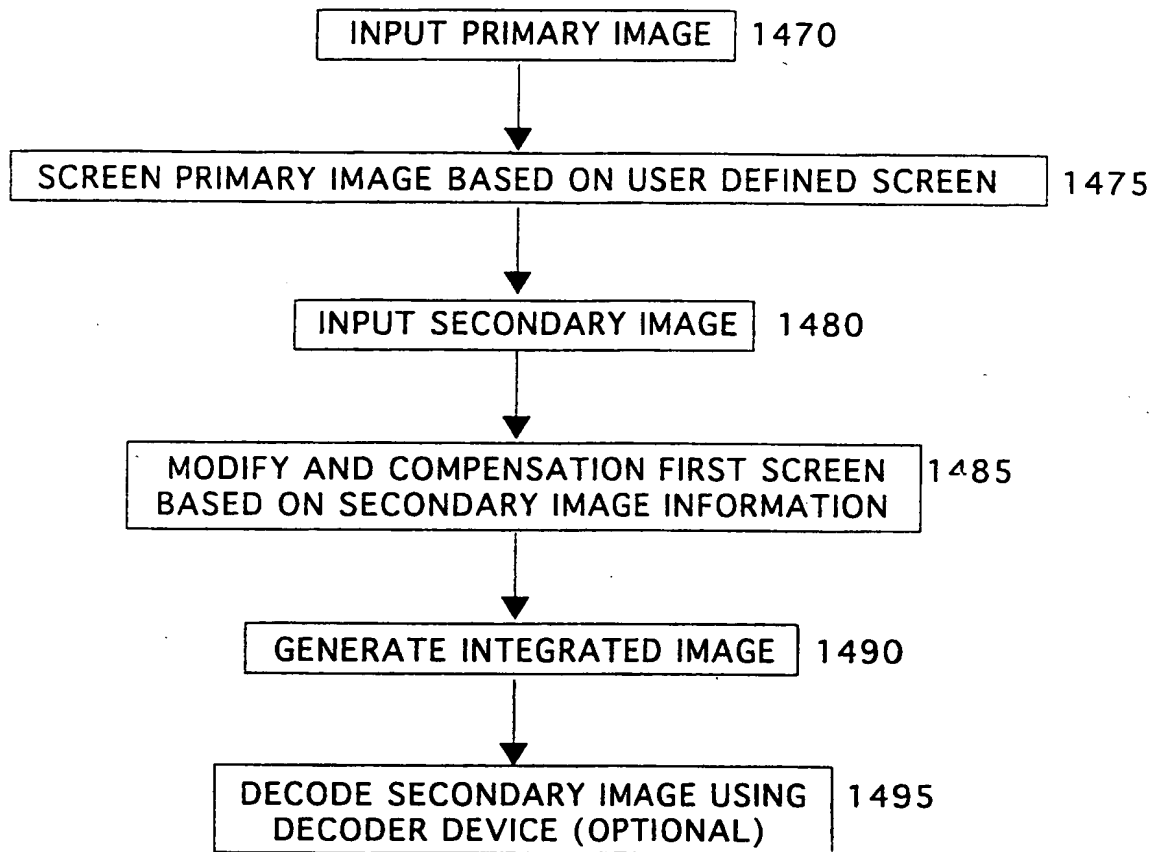 INPUT PRIMARY IMAGE 1470
SCREEN PRIMARY IMAGE BASED ON USER DEFINED SCREEN 1475
INPUT SECONDARY IMAGE 1480
MODIFY AND COMPENSATION FIRST SCREEN 1485
BASED ON SECONDARY IMAGE INFORMATION
GENERATE INTEGRATED IMAGE 1490
DECODE SECONDARY IMAGE USING 1495
DECODER DEVICE (OPTIONAL)